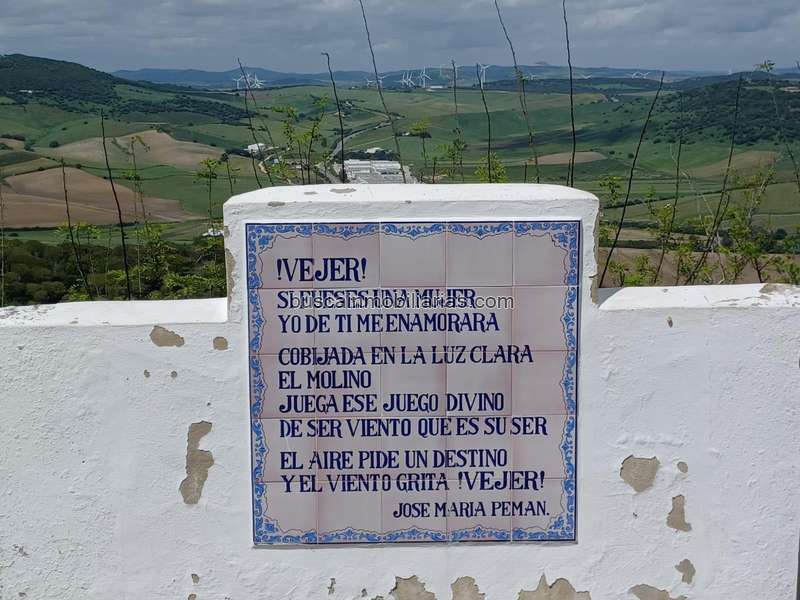 ¡VEJER!
SI FUESES UNA MUJER
buscainmobiliarias.com
YO DE TI ME ENAMORARA
COBIJADA EN LA LUZ CLARA
EL MOLINO
JUEGA ESE JUEGO DIVINO
DE SER VIENTO QUE ES SU SER
EL AIRE PIDE UN DESTINO
Y EL VIENTO GRITA ¡VEJER!
JOSE MARIA PEMAN.